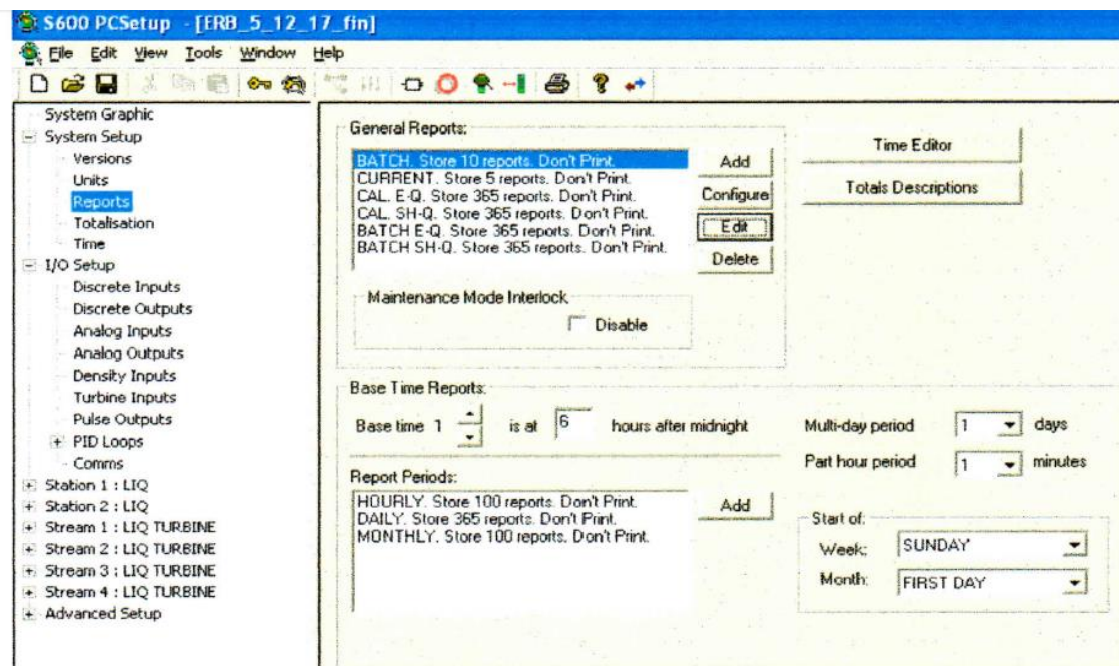 S600 PCSetup - [ERB_5_12_17_fin]
File Edit View Tools Window Help
System Graphic
System Setup
Versions
Units
Reports
Totalisation
Time
I/O Setup
Discrete Inputs
Discrete Outputs
Analog Inputs
Analog Outputs
Density Inputs
Turbine Inputs
Pulse Outputs
PID Loops
Comms
Station 1 : LIQ
Station 2 : LIQ
Stream 1 : LIQ TURBINE
Stream 2 : LIQ TURBINE
Stream 3 : LIQ TURBINE
Stream 4 : LIQ TURBINE
Advanced Setup
General Reports:
BATCH. Store 10 reports. Don't Print.
CURRENT. Store 5 reports. Don't Print.
CAL. E-Q. Store 365 reports. Don't Print.
CAL. SH-Q. Store 365 reports. Don't Print.
BATCH E-Q. Store 365 reports. Don't Print.
BATCH SH-Q. Store 365 reports. Don't Print.
Add
Configure
Edit
Delete
Time Editor
Totals Descriptions
Maintenance Mode Interlock
Disable
Base Time Reports:
Base time 1 is at 6 hours after midnight
Multi-day period 1 days
Part hour period 1 minutes
Report Periods:
HOURLY. Store 100 reports. Don't Print.
DAILY. Store 365 reports. Don't Print.
MONTHLY. Store 100 reports. Don't Print.
Add
Start of:
Week: SUNDAY
Month: FIRST DAY